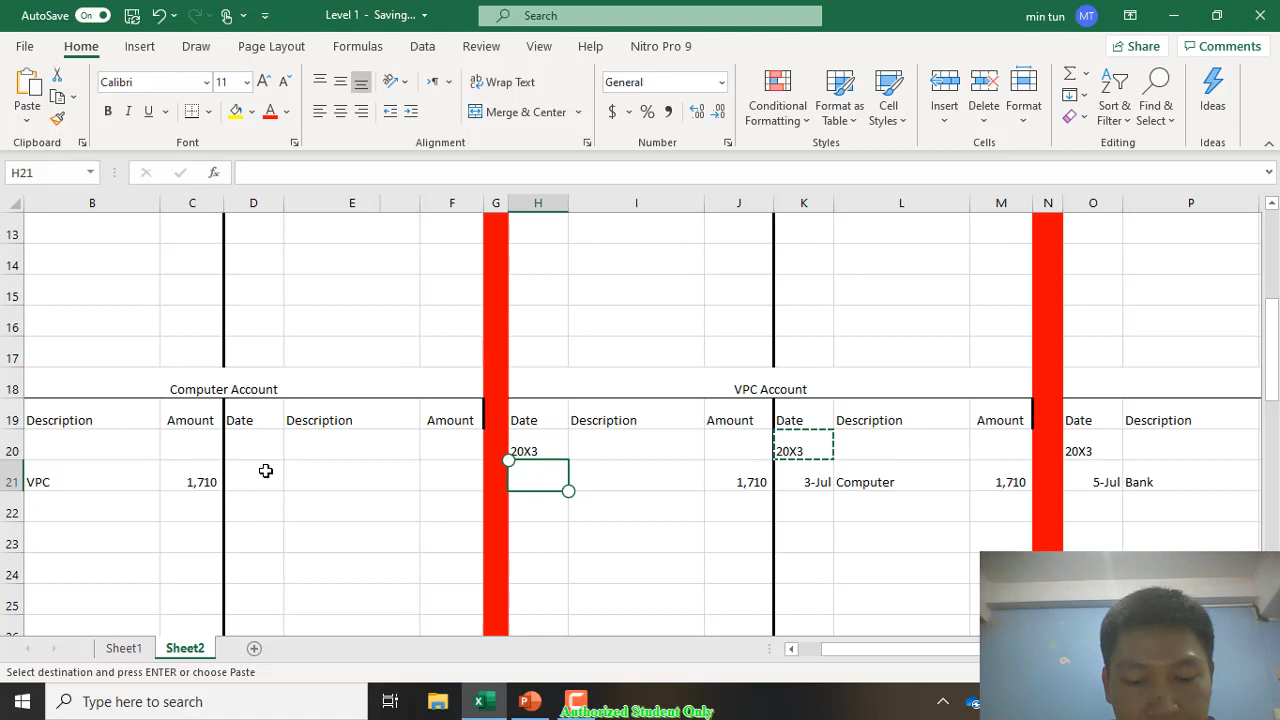 AutoSave On Level 1 - Saving... Search min tun MT
File Home Insert Draw Page Layout Formulas Data Review View Help Nitro Pro 9 Share Comments
Paste Calibri 11 Wrap Text General Conditional Formatting Format as Table Cell Styles Insert Delete Format Sort & Filter Find & Select Ideas
B I U Merge & Center $ %
Clipboard Font Alignment Number Styles Cells Editing Ideas
H21 fx
B C D E F G H I J K L M N O P
13
14
15
16
17
18 Computer Account VPC Account
19 Description Amount Date Description Amount Date Description Amount Date Description Amount Date Description
20 20X3 20X3 20X3
21 VPC 1,710 1,710 3-Jul Computer 1,710 5-Jul Bank
22
23
24
25
Sheet1 Sheet2
Select destination and press ENTER or choose Paste
Type here to search
Authorized Student Only